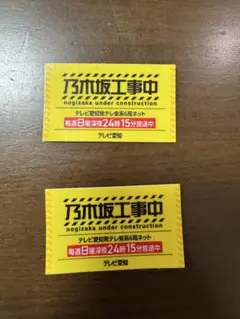 乃木坂工事中
nogizaka under construction
テレビ愛知発テレ東系6局ネット
毎週日曜深夜24時15分放送中
テレビ愛知
乃木坂工事中
nogizaka under construction
テレビ愛知発テレ東系6局ネット
毎週日曜深夜24時15分放送中
テレビ愛知